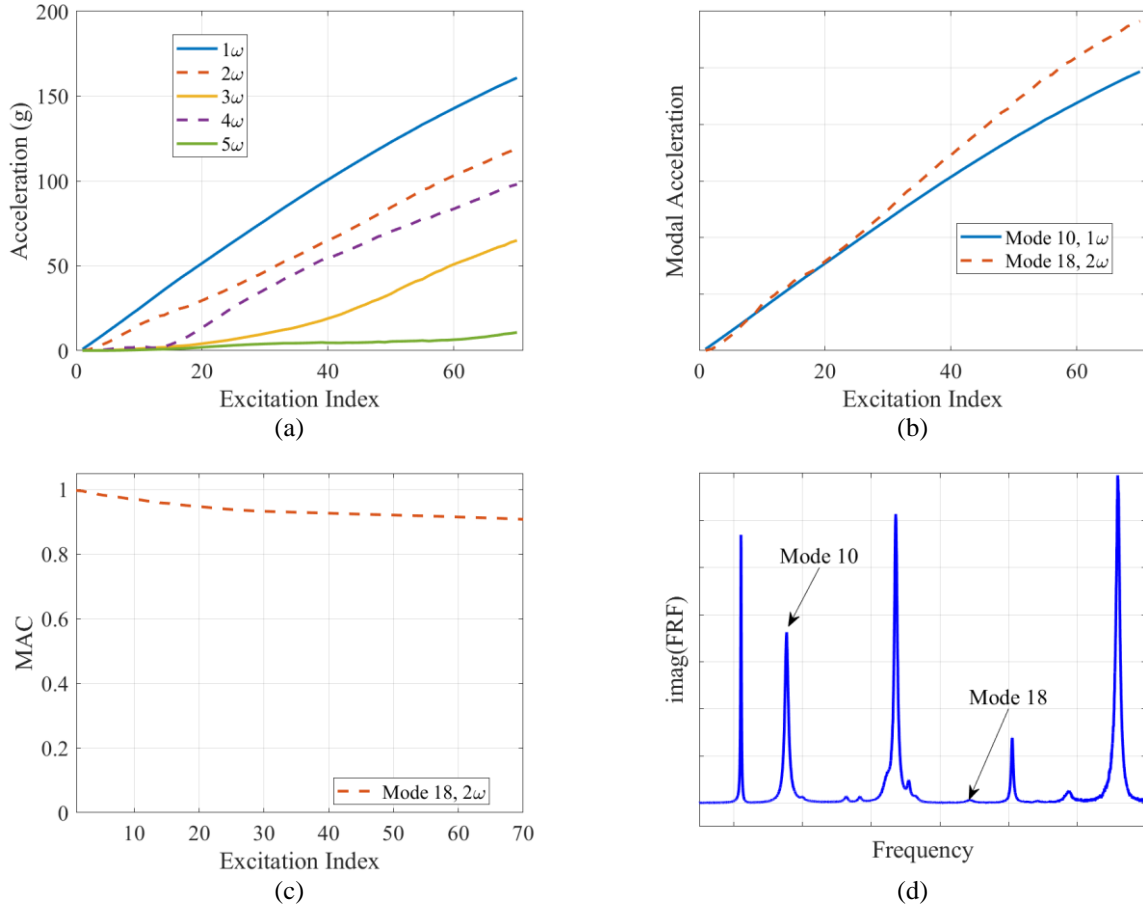 200
150
100
50
0
Acceleration (g)
1ω
2ω
3ω
4ω
5ω
0 20 40 60
Excitation Index
(a)
Modal Acceleration
Mode 10, 1ω
Mode 18, 2ω
0 20 40 60
Excitation Index
(b)
1
0.8
0.6
0.4
0.2
0
MAC
Mode 18, 2ω
10 20 30 40 50 60 70
Excitation Index
(c)
imag(FRF)
Mode 10
Mode 18
Frequency
(d)